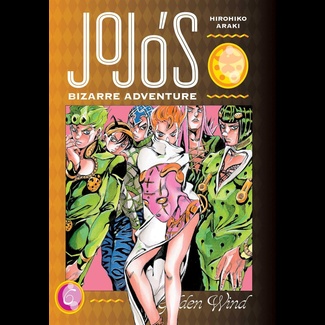 JOJO'S
HIROHIKO
ARAKI
BIZARRE ADVENTURE
6
Golden Wind